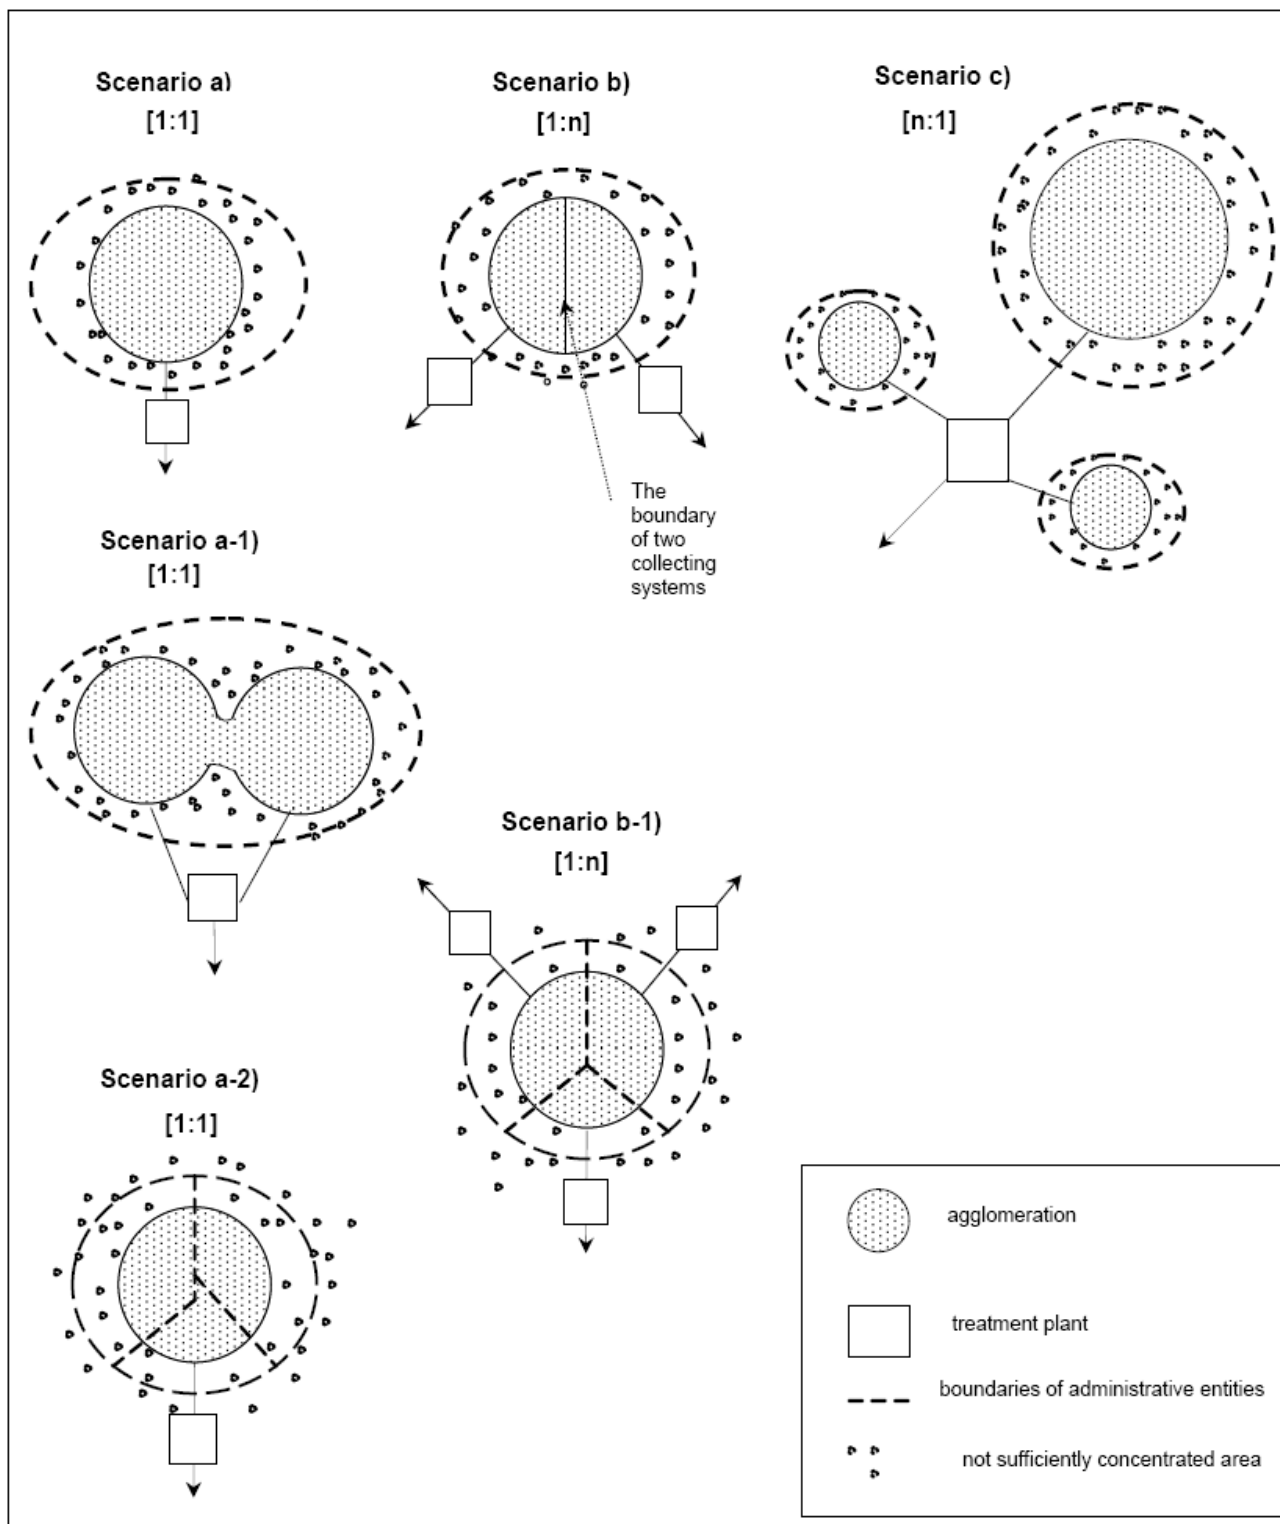 Scenario a)
[1:1]
Scenario b)
[1:n]
Scenario c)
[n:1]
The
boundary
of two
collecting
systems
Scenario a-1)
[1:1]
Scenario b-1)
[1:n]
Scenario a-2)
[1:1]
agglomeration
treatment plant
boundaries of administrative entities
not sufficiently concentrated area